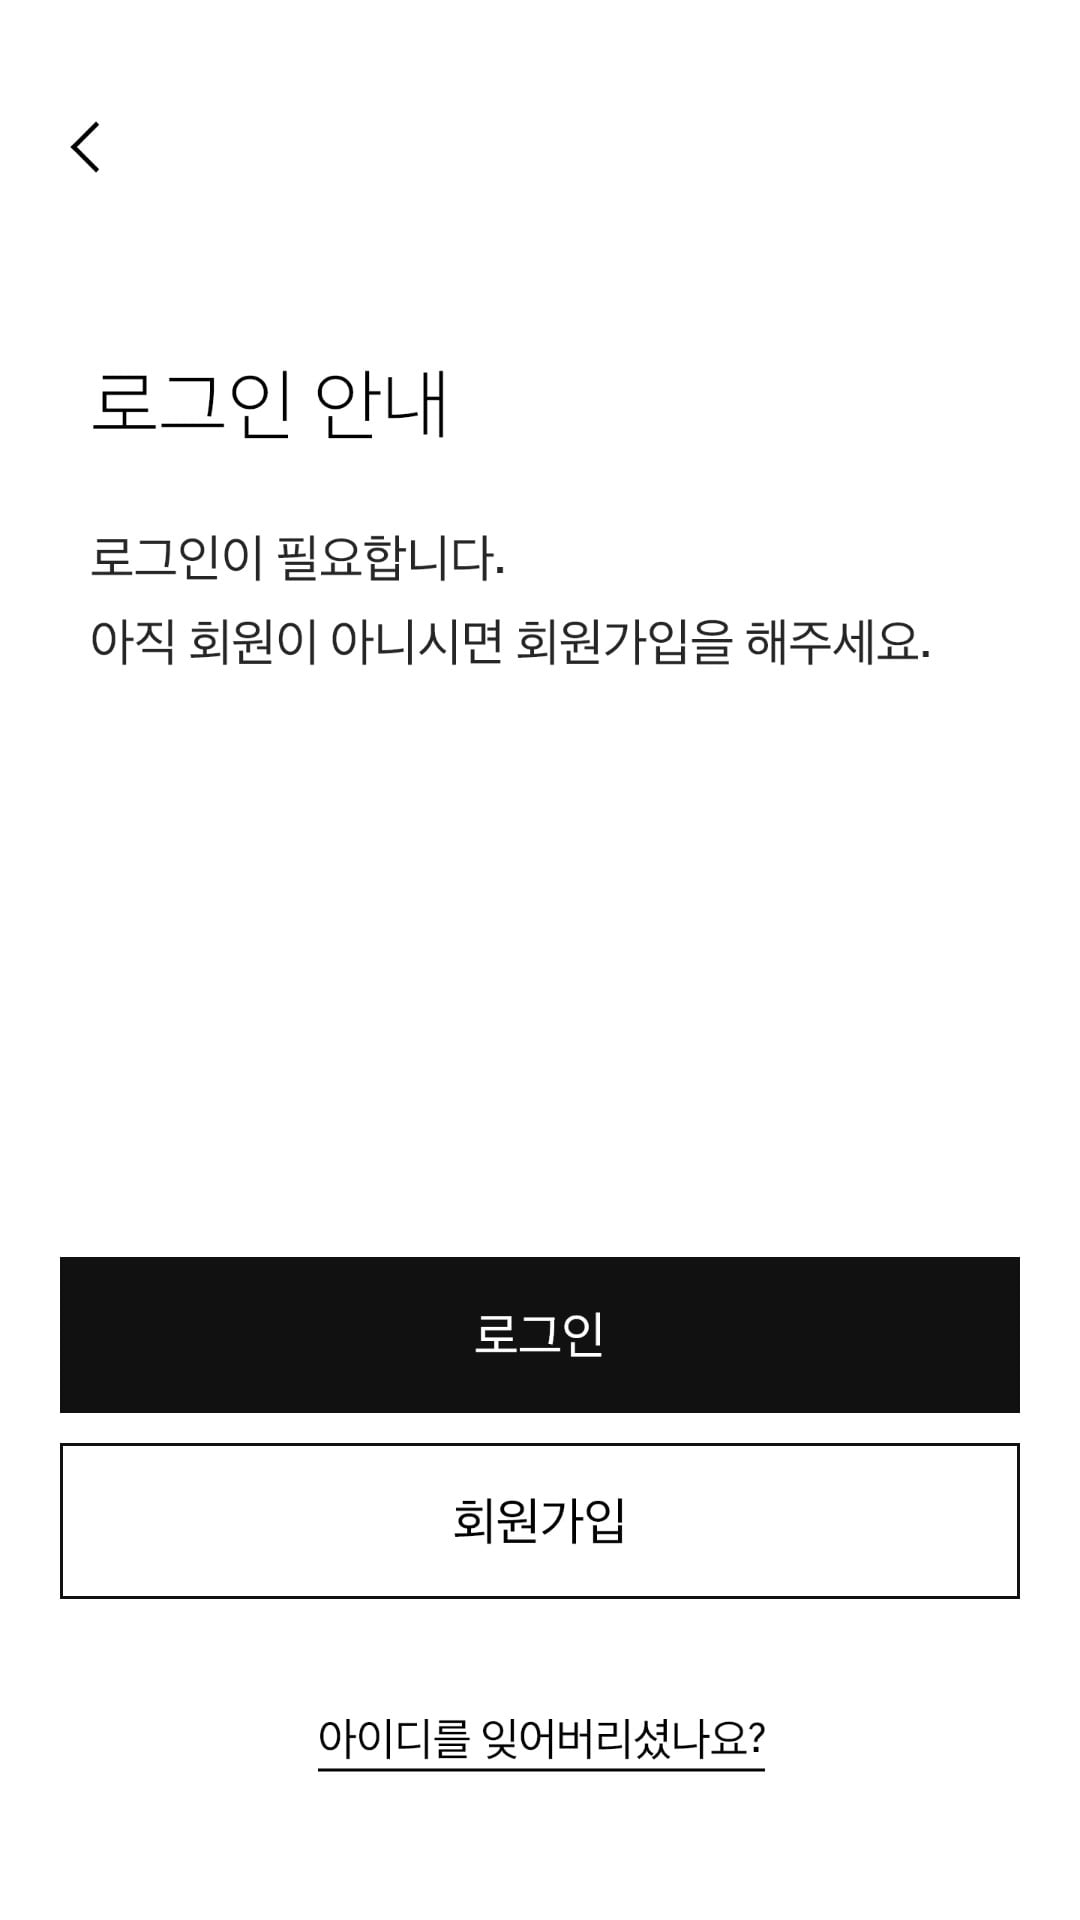 로그인 안내
로그인이 필요합니다.
아직 회원이 아니시면 회원가입을 해주세요.
로그인
회원가입
아이디를 잊어버리셨나요?